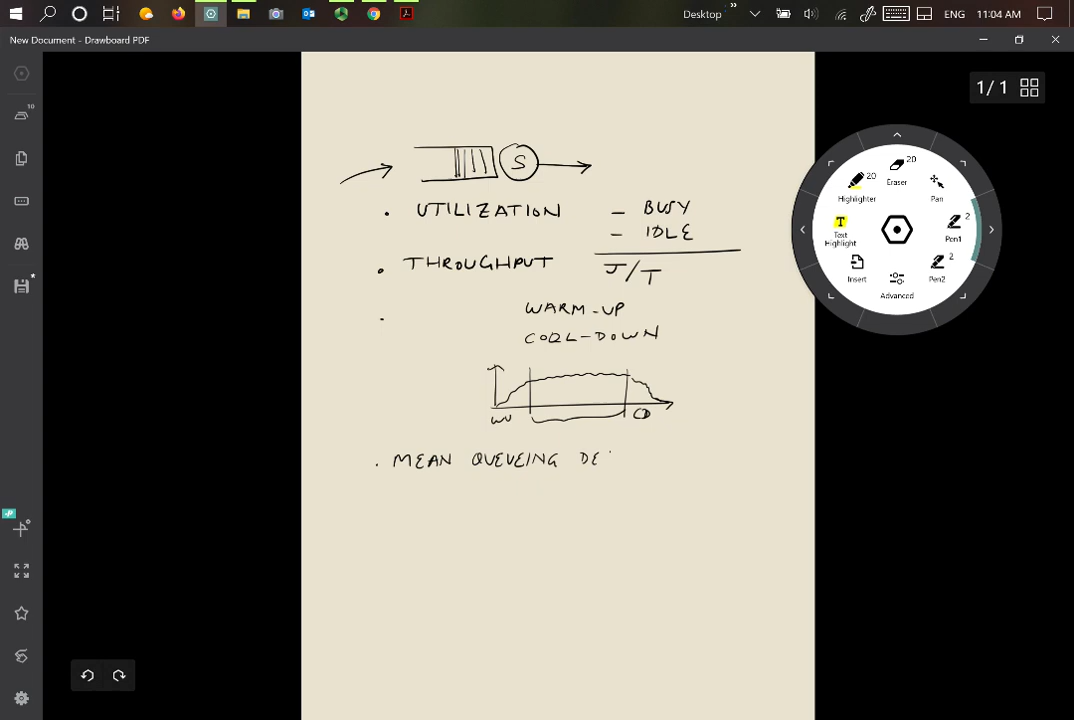 Desktop
ENG
11:04 AM
New Document - Drawboard PDF
1/1
S
• UTILIZATION
- BUSY
- IDLE
• THROUGHPUT
J/T
•
WARM-UP
COOL-DOWN
WU
CD
• MEAN QUEUEING DE
10
20
Eraser
20
Highlighter
Pan
T
Text
Highlight
2
Pen1
Insert
2
Pen2
Advanced